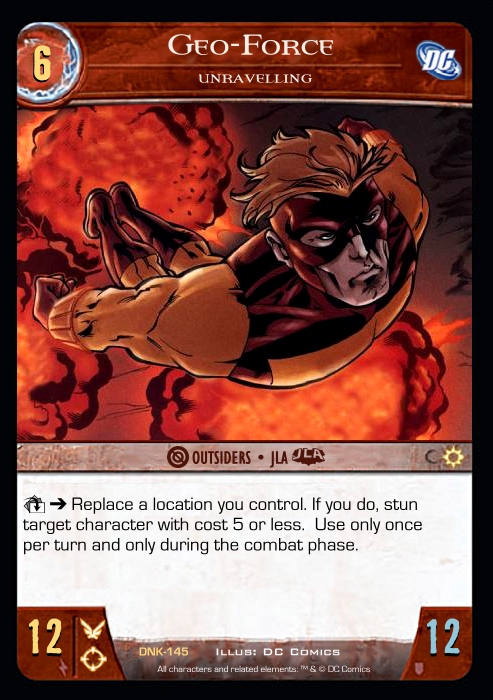 6
Geo-Force
DC
UNRAVELLING
OUTSIDERS • JLA JLA
C
➔ Replace a location you control. If you do, stun
target character with cost 5 or less. Use only once
per turn and only during the combat phase.
12
12
DNK-145 ILLUS: DC COMICS
All characters and related elements: ™ & © DC Comics